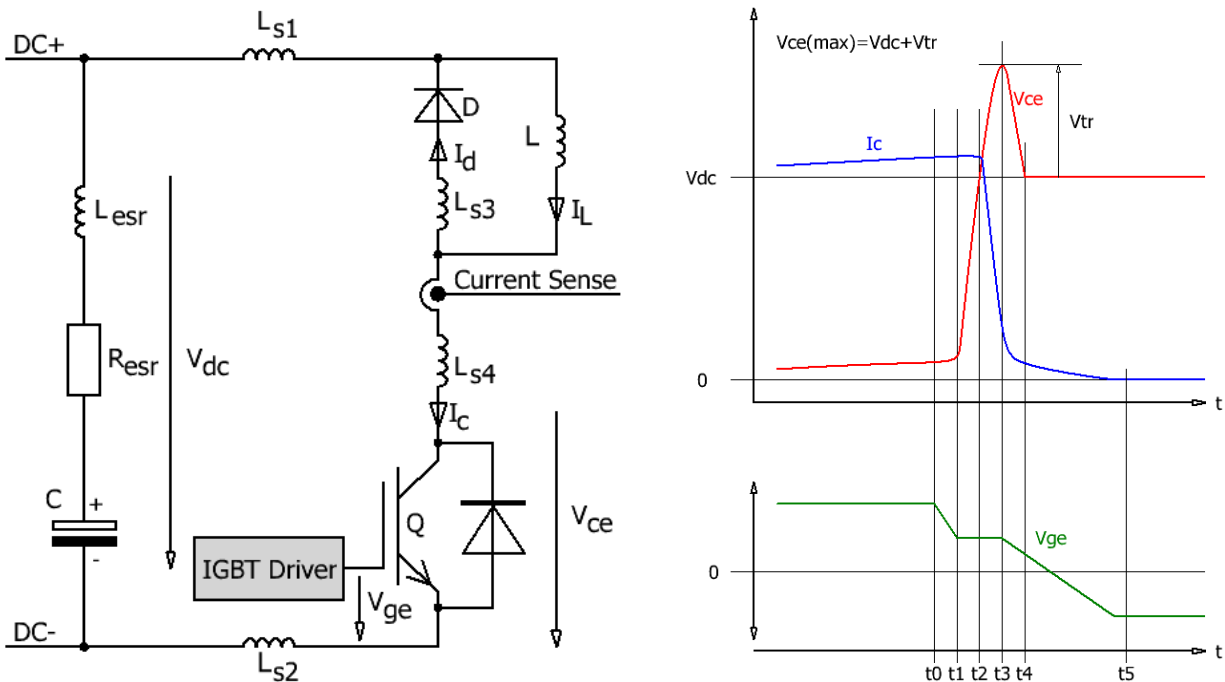 Ls1
DC+
D
L
Id
Lesr
Ls3
IL
Current Sense
Resr
Vdc
Ls4
Ic
C
+
-
Q
Vce
IGBT Driver
Vge
DC-
Ls2
Vce(max)=Vdc+Vtr
Vce
Vtr
Ic
Vdc
0
t
Vge
0
t
t0 t1 t2 t3 t4 t5